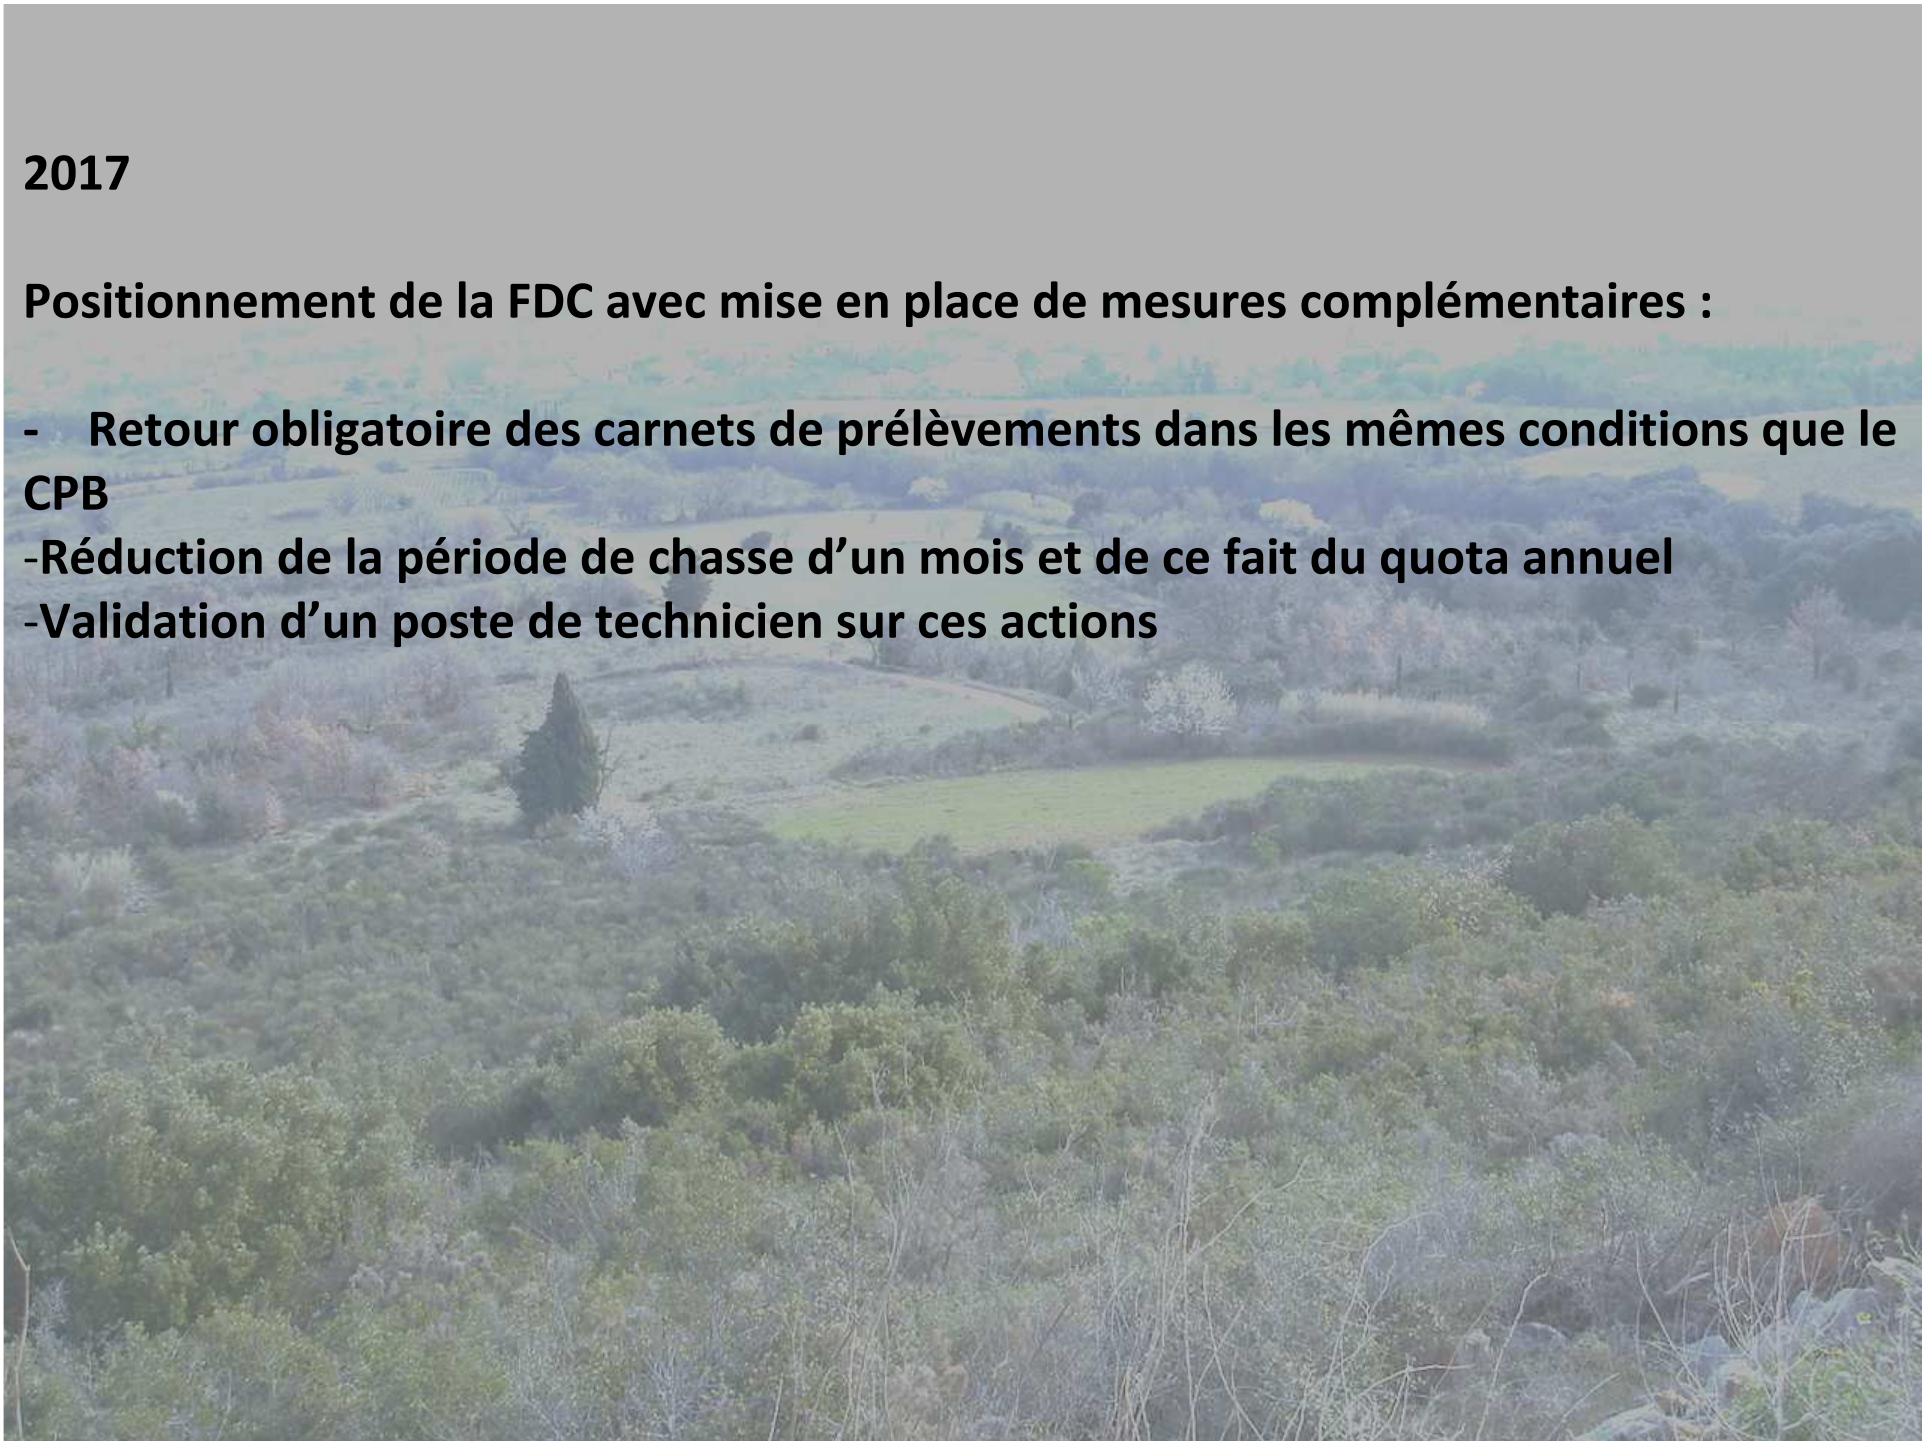 2017
Positionnement de la FDC avec mise en place de mesures complémentaires :
- Retour obligatoire des carnets de prélèvements dans les mêmes conditions que le
CPB
-Réduction de la période de chasse d’un mois et de ce fait du quota annuel
-Validation d’un poste de technicien sur ces actions